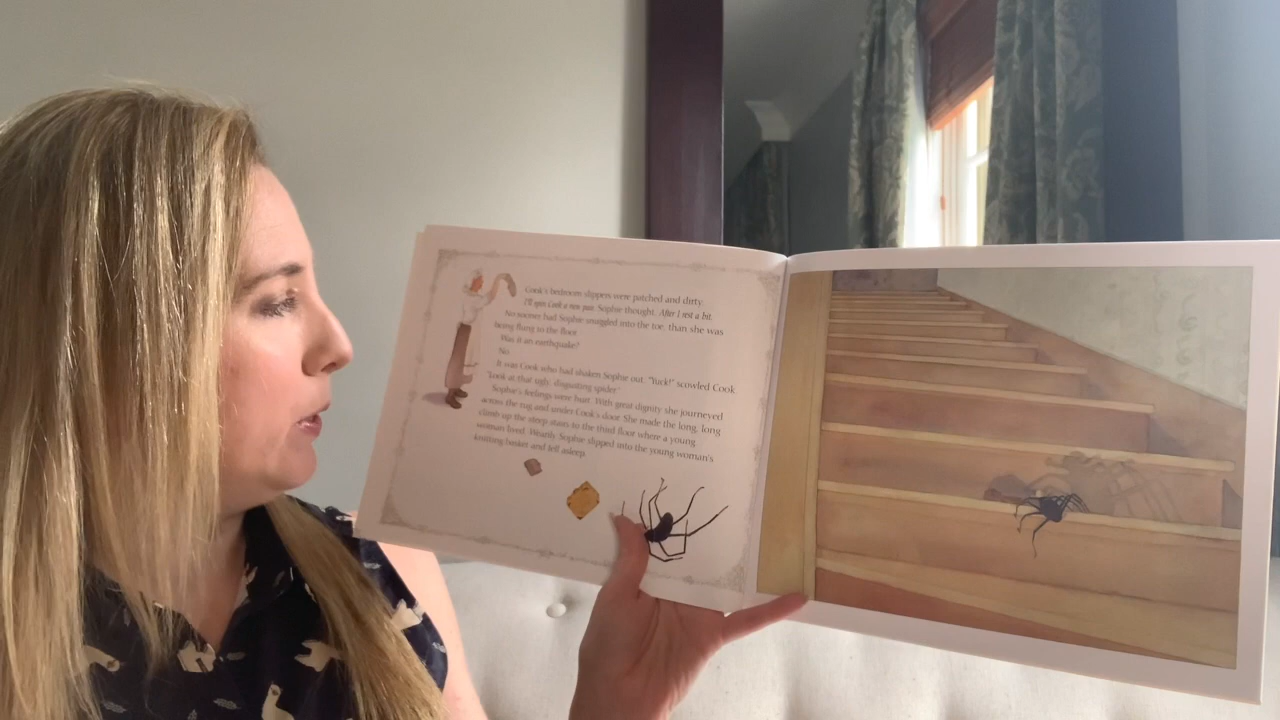 Cook's bedroom slippers were patched and dirty.
I'll spin Cook a new pair, Sophie thought. After I rest a bit.
No sooner had Sophie snuggled into the toe, than she was
being flung to the floor.
Was it an earthquake?
No.
It was Cook who had shaken Sophie out. "Yuck!" scowled Cook.
"Look at that ugly, disgusting spider."
Sophie's feelings were hurt. With great dignity she journeyed
across the rug and under Cook's door. She made the long, long
climb up the steep stairs to the third floor where a young
woman lived. Wearily, Sophie slipped into the young woman's
knitting basket and fell asleep.